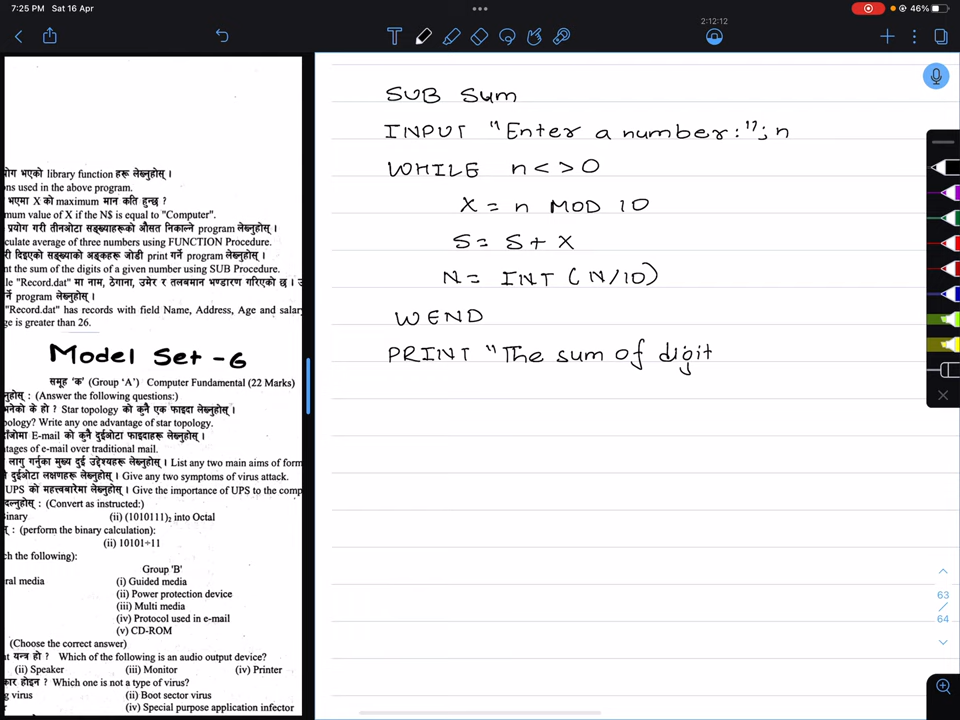 7:25 PM Sat 16 Apr
46%
2:12:12
योग भएको library function हरू लेख्नुहोस् ।
ons used in the above program.
भएमा X को maximum मान कति हुन्छ ?
mum value of X if the N$ is equal to "Computer".
प्रयोग गरी तीनओटा सङ्ख्याहरूको औसत निकाल्ने program लेख्नुहोस् ।
culate average of three numbers using FUNCTION Procedure.
री दिइएको सङ्ख्याको अङ्कहरू जोडी print गर्ने program लेख्नुहोस् ।
nt the sum of the digits of a given number using SUB Procedure.
le "Record.dat" मा नाम, ठेगाना, उमेर र तलबमान भण्डारण गरिएको छ ।
र्ने program लेख्नुहोस् ।
"Record.dat" has records with field Name, Address, Age and salary
ge is greater than 26.
Model Set -6
समूह 'क' (Group 'A') Computer Fundamental (22 Marks)
नुहोस् : (Answer the following questions:)
भनेको के हो ? Star topology को कुनै एक फाइदा लेख्नुहोस् ।
pology? Write any one advantage of star topology.
E-mail को कुनै दुईओटा फाइदाहरू लेख्नुहोस् ।
tages of e-mail over traditional mail.
लागु गर्नुका मुख्य दुई उद्देश्यहरू लेख्नुहोस् । List any two main aims of form
दुईओटा लक्षणहरू लेख्नुहोस् । Give any two symptoms of virus attack.
UPS को महत्त्वबारेमा लेख्नुहोस् । Give the importance of UPS to the comp
दल्नुहोस् : (Convert as instructed:)
inary (ii) (1010111)₂ into Octal
स् : (perform the binary calculation):
(ii) 10101÷11
ch the following):
Group 'B'
ral media (i) Guided media
(ii) Power protection device
(iii) Multi media
(iv) Protocol used in e-mail
(v) CD-ROM
(Choose the correct answer)
यन्त्र हो ? Which of the following is an audio output device?
(ii) Speaker (iii) Monitor (iv) Printer
कार होइन ? Which one is not a type of virus?
g virus (ii) Boot sector virus
(iv) Special purpose application infector
SUB Sum
INPUT "Enter a number:";n
WHILE n<>0
X = n MOD 10
S = S + X
N = INT (N/10)
WEND
PRINT "The sum of digit
63
/
64